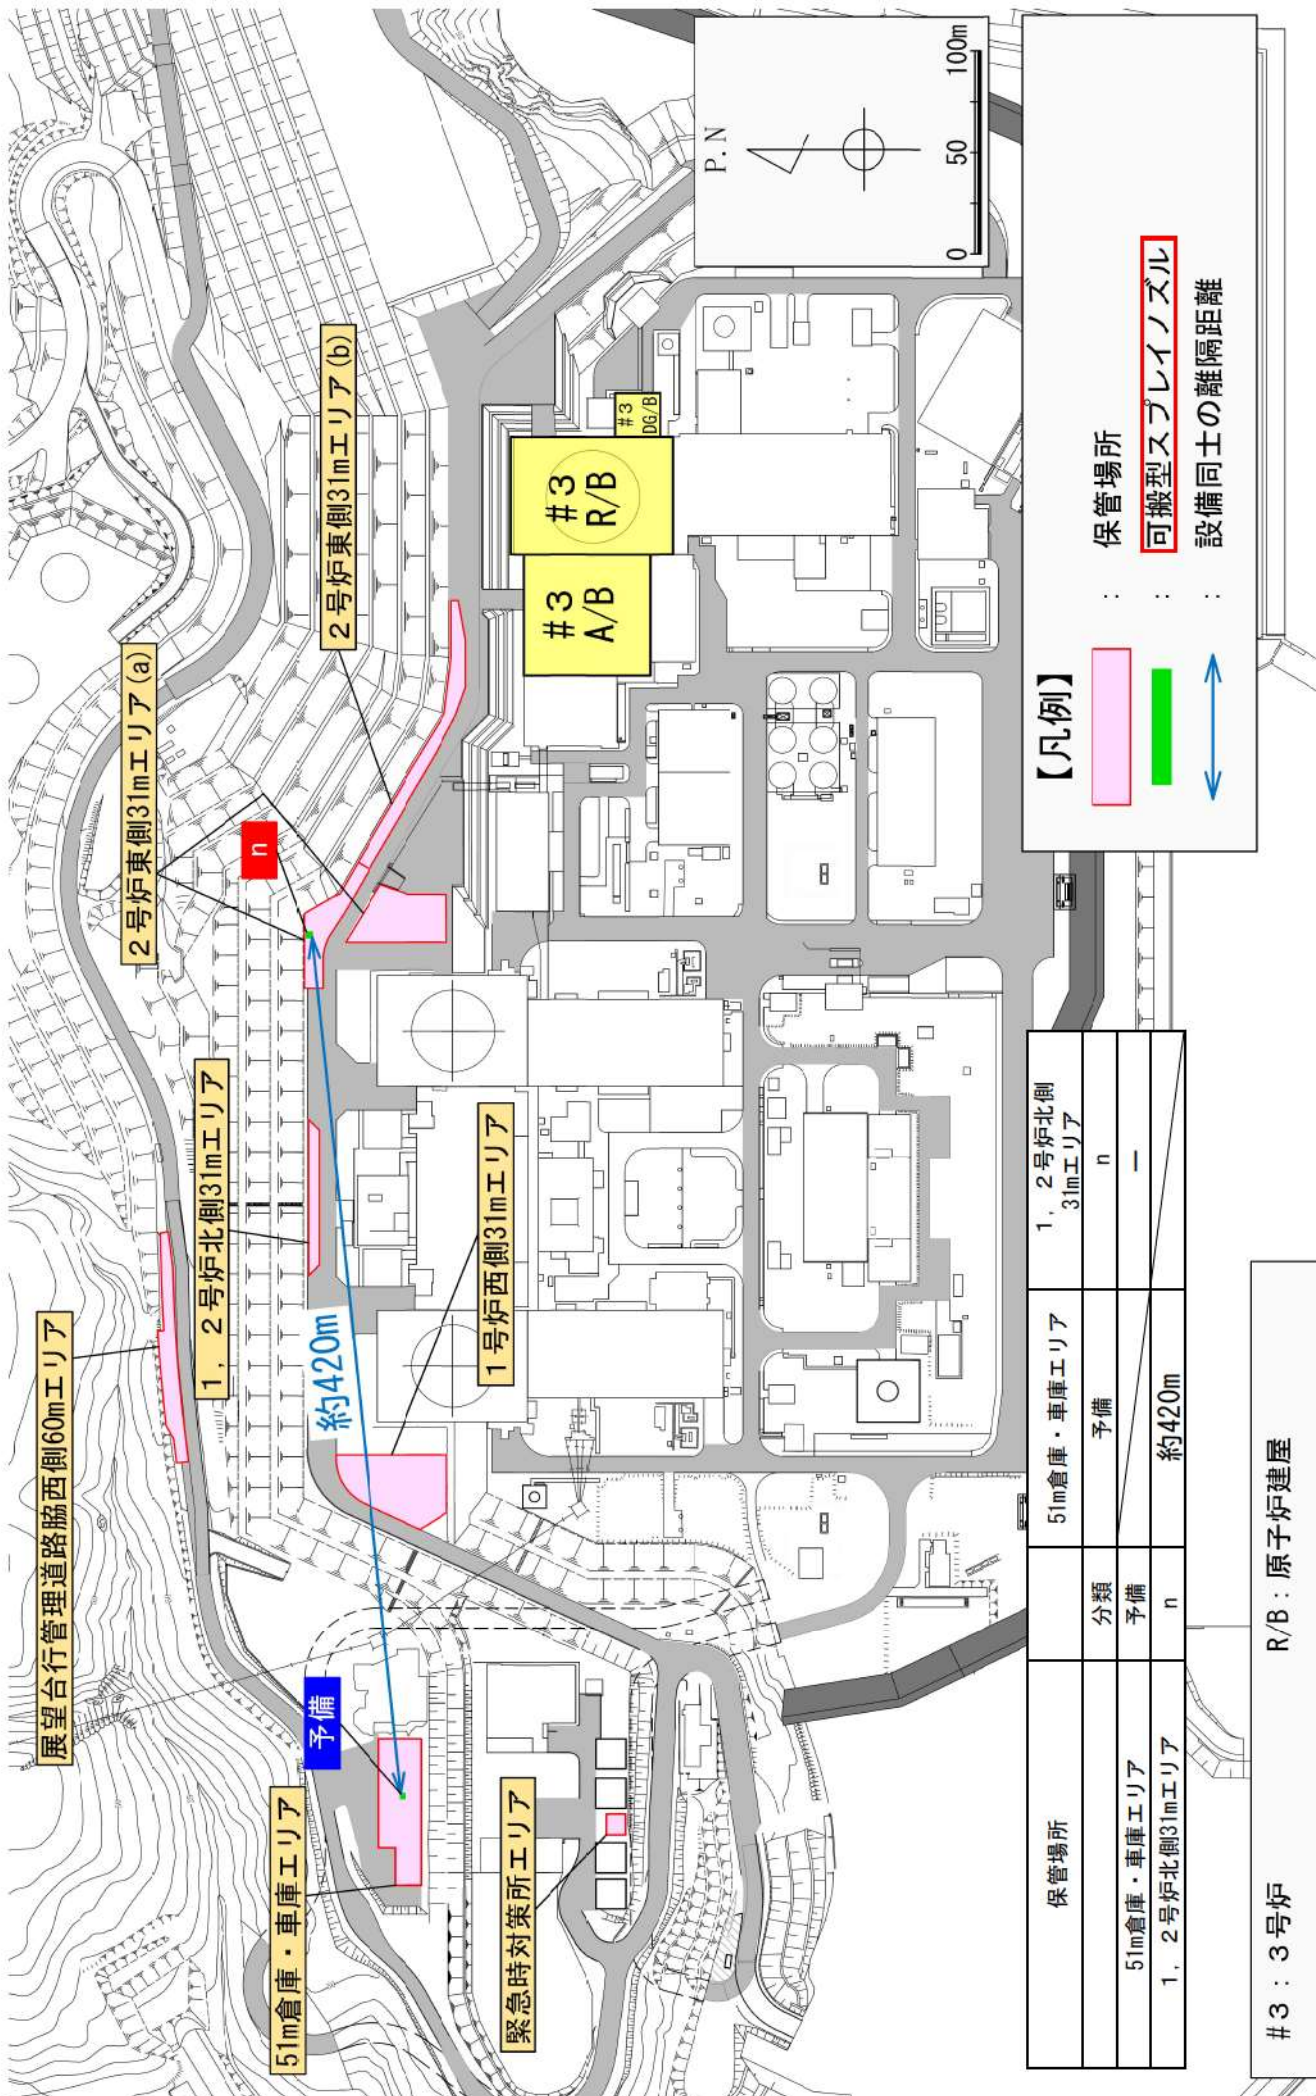 展望台行管理道路脇西側60mエリア
２号炉東側31mエリア(a)
１，２号炉北側31mエリア
n
２号炉東側31mエリア(b)
51m倉庫・車庫エリア
予備
約420m
１号炉西側31mエリア
緊急時対策所エリア
#３
A/B
#３
R/B
#３
DG/B
P.N
0 50 100m
【凡例】
： 保管場所
： 可搬型スプレイノズル
： 設備同士の離隔距離
保管場所 51m倉庫・車庫エリア １，２号炉北側
31mエリア
分類 予備 n
51m倉庫・車庫エリア 予備 －
１，２号炉北側31mエリア n 約420m
#３：３号炉 R/B：原子炉建屋